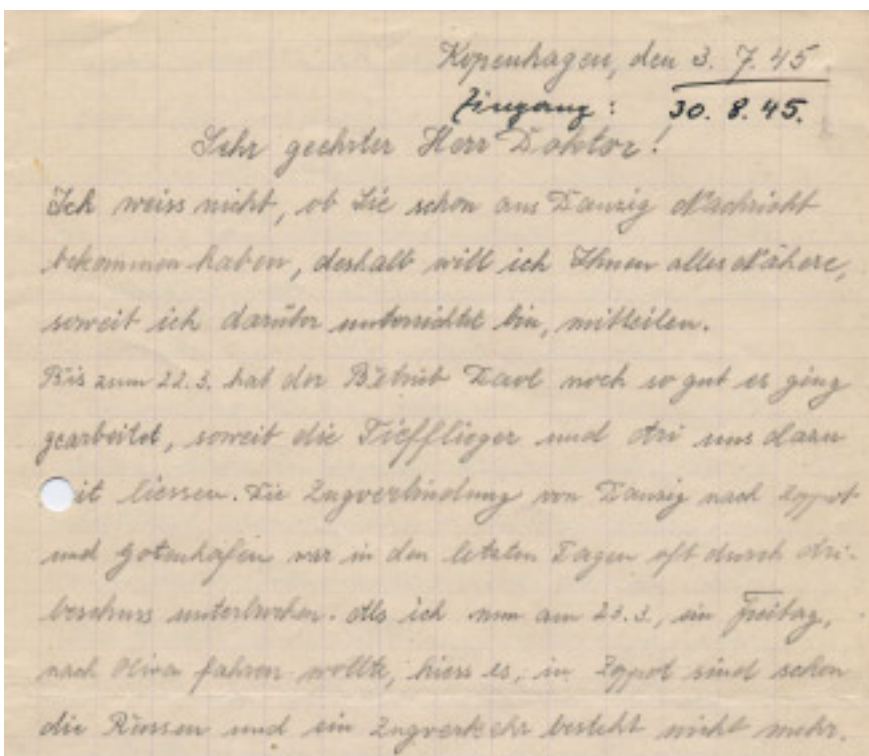 Kopenhagen, den 3. 7. 45.
Eingang: 30. 8. 45.
Sehr geehrter Herr Doktor!
Ich weiss nicht, ob Sie schon aus Danzig Nachricht
bekommen haben, deshalb will ich Ihnen alles Nähere,
soweit ich darüber unterrichtet bin, mitteilen.
Bis zum 22.3. hat der Betrieb noch so gut es ging
gearbeitet, soweit die Tiefflieger und Ari uns dazu
it liessen. Die Zugverbindung von Danzig nach Zoppot
und Gotenhafen war in den letzten Tagen oft durch Ari-
beschuss unterbrochen. Als ich nun am 23.3., ein Freitag,
nach Oliva fahren wollte, hiess es, in Zoppot sind schon
die Russen und ein Zugverkehr besteht nicht mehr.